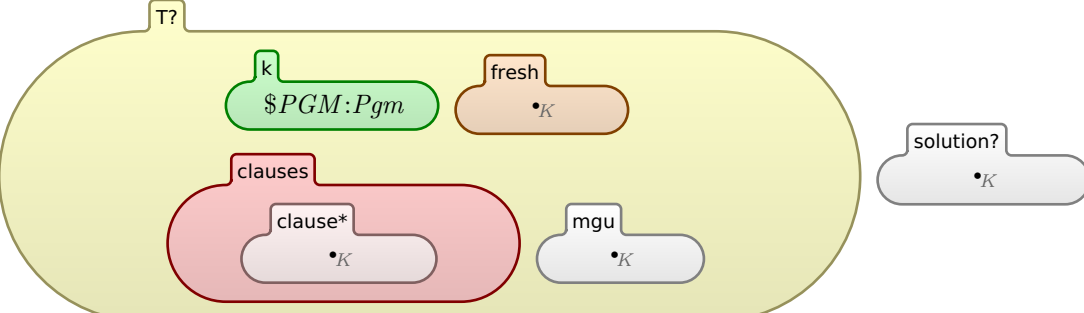 T?
k
fresh
$PGM:Pgm
•K
solution?
•K
clauses
clause*
mgu
•K
•K